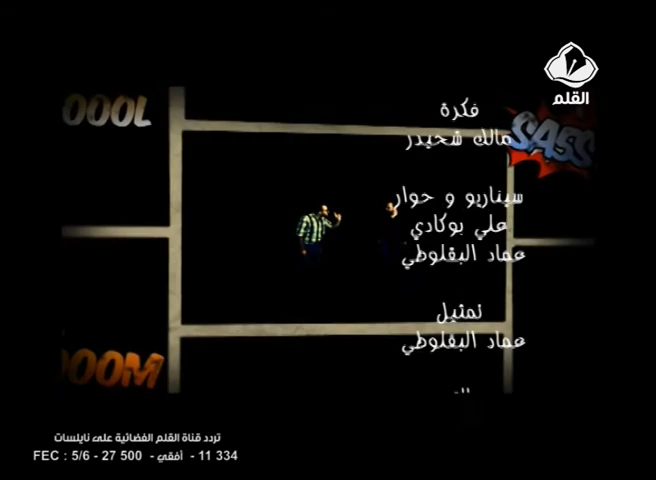 القلم
OOOL
SASS
فكرة
مالك شحيدر
سيناريو و حوار
علي بوكادي
عماد البقلوطي
تمثيل
عماد البقلوطي
OOOM
تردد قناة القلم الفضائية على نايلسات
FEC : 5/6 - 27 500 - أفقي - 11 334